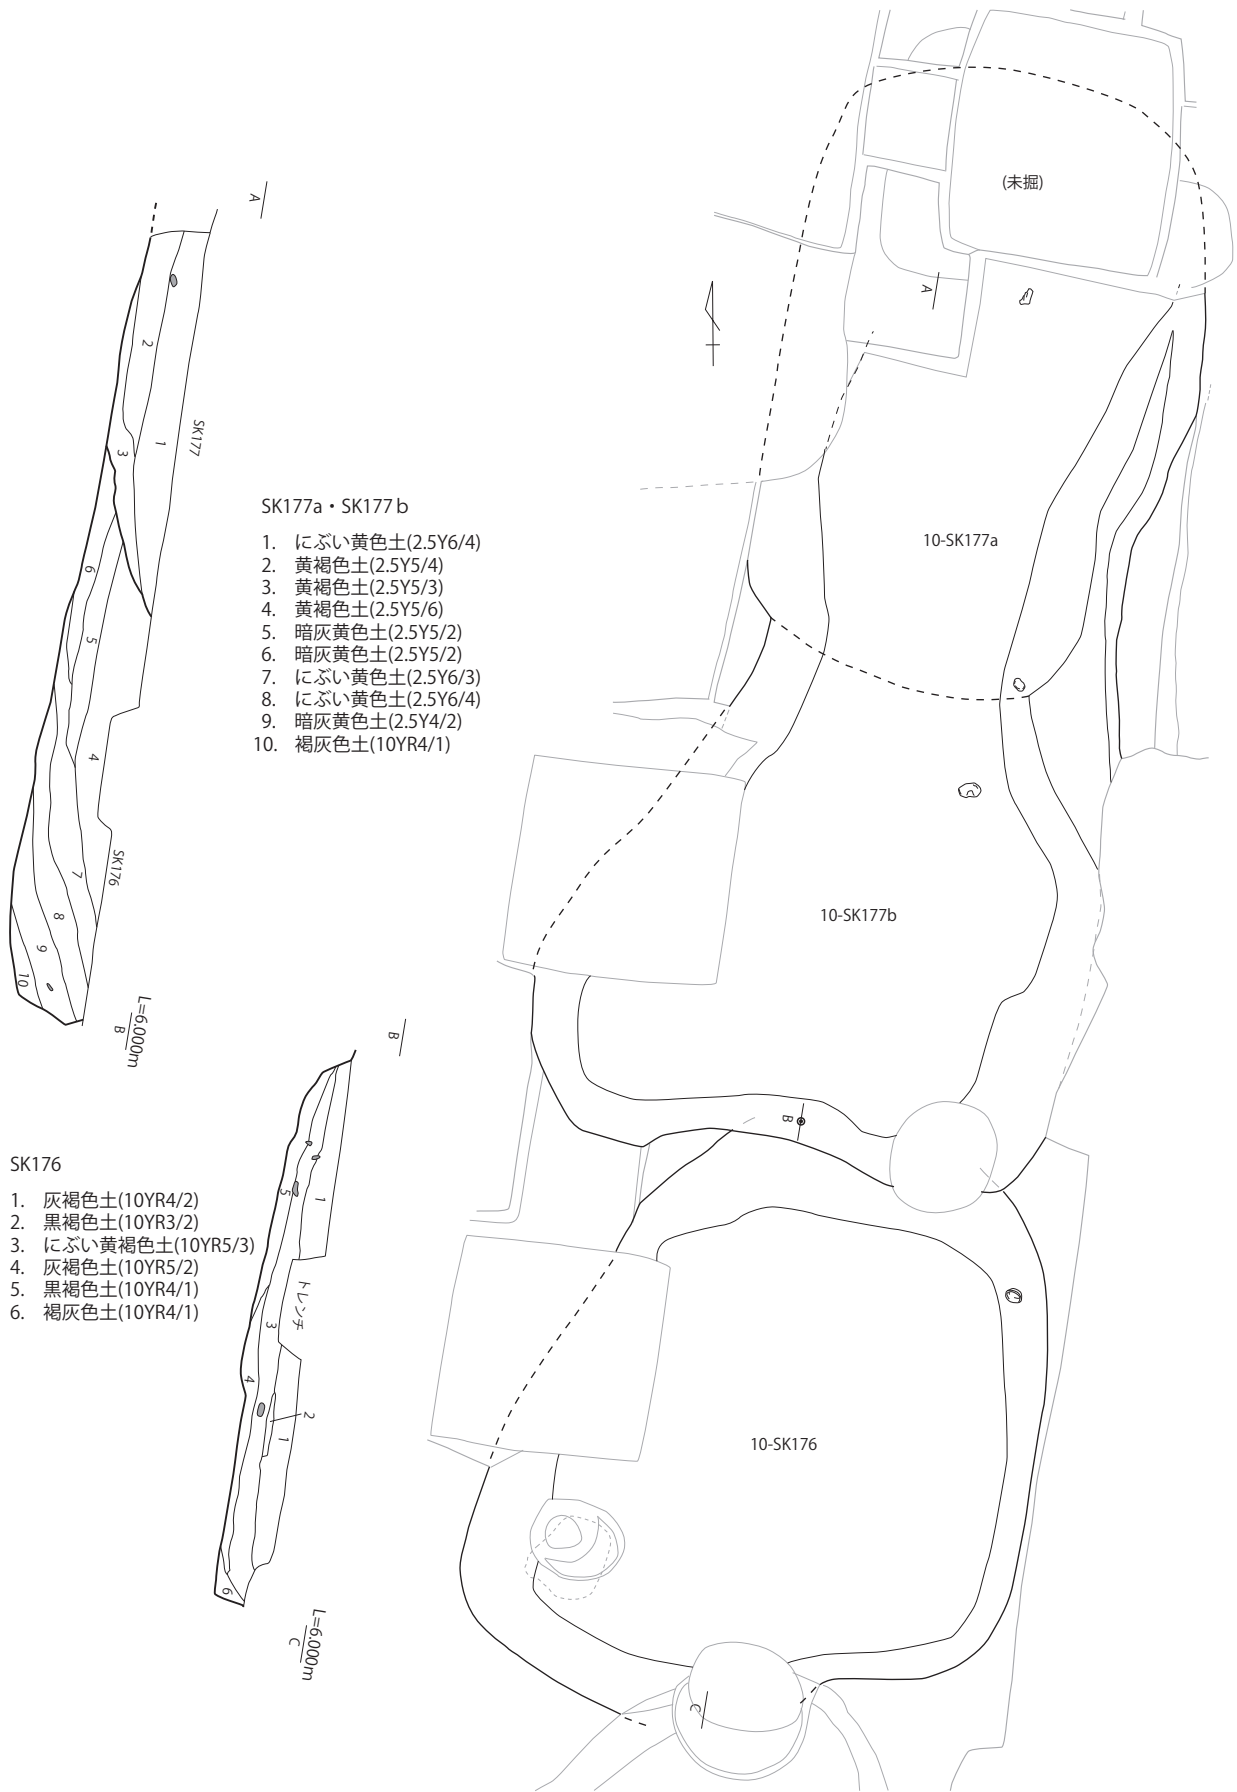 (未掘)
A
A
2
1
3
SK177
6
5
4
SK176
7
8
9
10
L=6.000m
B
SK177a・SK177ｂ
1. にぶい黄色土(2.5Y6/4)
2. 黄褐色土(2.5Y5/4)
3. 黄褐色土(2.5Y5/3)
4. 黄褐色土(2.5Y5/6)
5. 暗灰黄色土(2.5Y5/2)
6. 暗灰黄色土(2.5Y5/2)
7. にぶい黄色土(2.5Y6/3)
8. にぶい黄色土(2.5Y6/4)
9. 暗灰黄色土(2.5Y4/2)
10. 褐灰色土(10YR4/1)
10-SK177a
10-SK177b
B
B
SK176
1. 灰褐色土(10YR4/2)
2. 黒褐色土(10YR3/2)
3. にぶい黄褐色土(10YR5/3)
4. 灰褐色土(10YR5/2)
5. 黒褐色土(10YR4/1)
6. 褐灰色土(10YR4/1)
5
1
トレンチ
3
4
2
1
6
L=6.000m
C
10-SK176
C